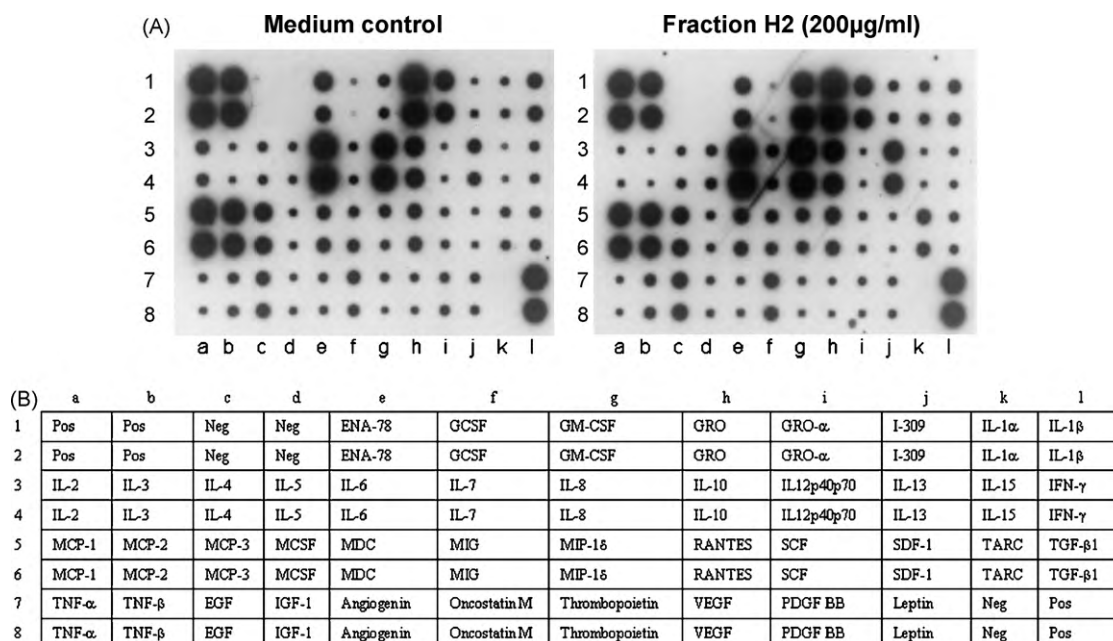 (A) Medium control Fraction H2 (200µg/ml)
1 1
2 2
3 3
4 4
5 5
6 6
7 7
8 8
a b c d e f g h i j k l a b c d e f g h i j k l
(B) a b c d e f g h i j k l
1 Pos Pos Neg Neg ENA-78 GCSF GM-CSF GRO GRO-α I-309 IL-1α IL-1β
2 Pos Pos Neg Neg ENA-78 GCSF GM-CSF GRO GRO-α I-309 IL-1α IL-1β
3 IL-2 IL-3 IL-4 IL-5 IL-6 IL-7 IL-8 IL-10 IL12p40p70 IL-13 IL-15 IFN-γ
4 IL-2 IL-3 IL-4 IL-5 IL-6 IL-7 IL-8 IL-10 IL12p40p70 IL-13 IL-15 IFN-γ
5 MCP-1 MCP-2 MCP-3 MCSF MDC MIG MIP-1δ RANTES SCF SDF-1 TARC TGF-β1
6 MCP-1 MCP-2 MCP-3 MCSF MDC MIG MIP-1δ RANTES SCF SDF-1 TARC TGF-β1
7 TNF-α TNF-β EGF IGF-1 Angiogenin Oncostatin M Thrombopoietin VEGF PDGF BB Leptin Neg Pos
8 TNF-α TNF-β EGF IGF-1 Angiogenin Oncostatin M Thrombopoietin VEGF PDGF BB Leptin Neg Pos